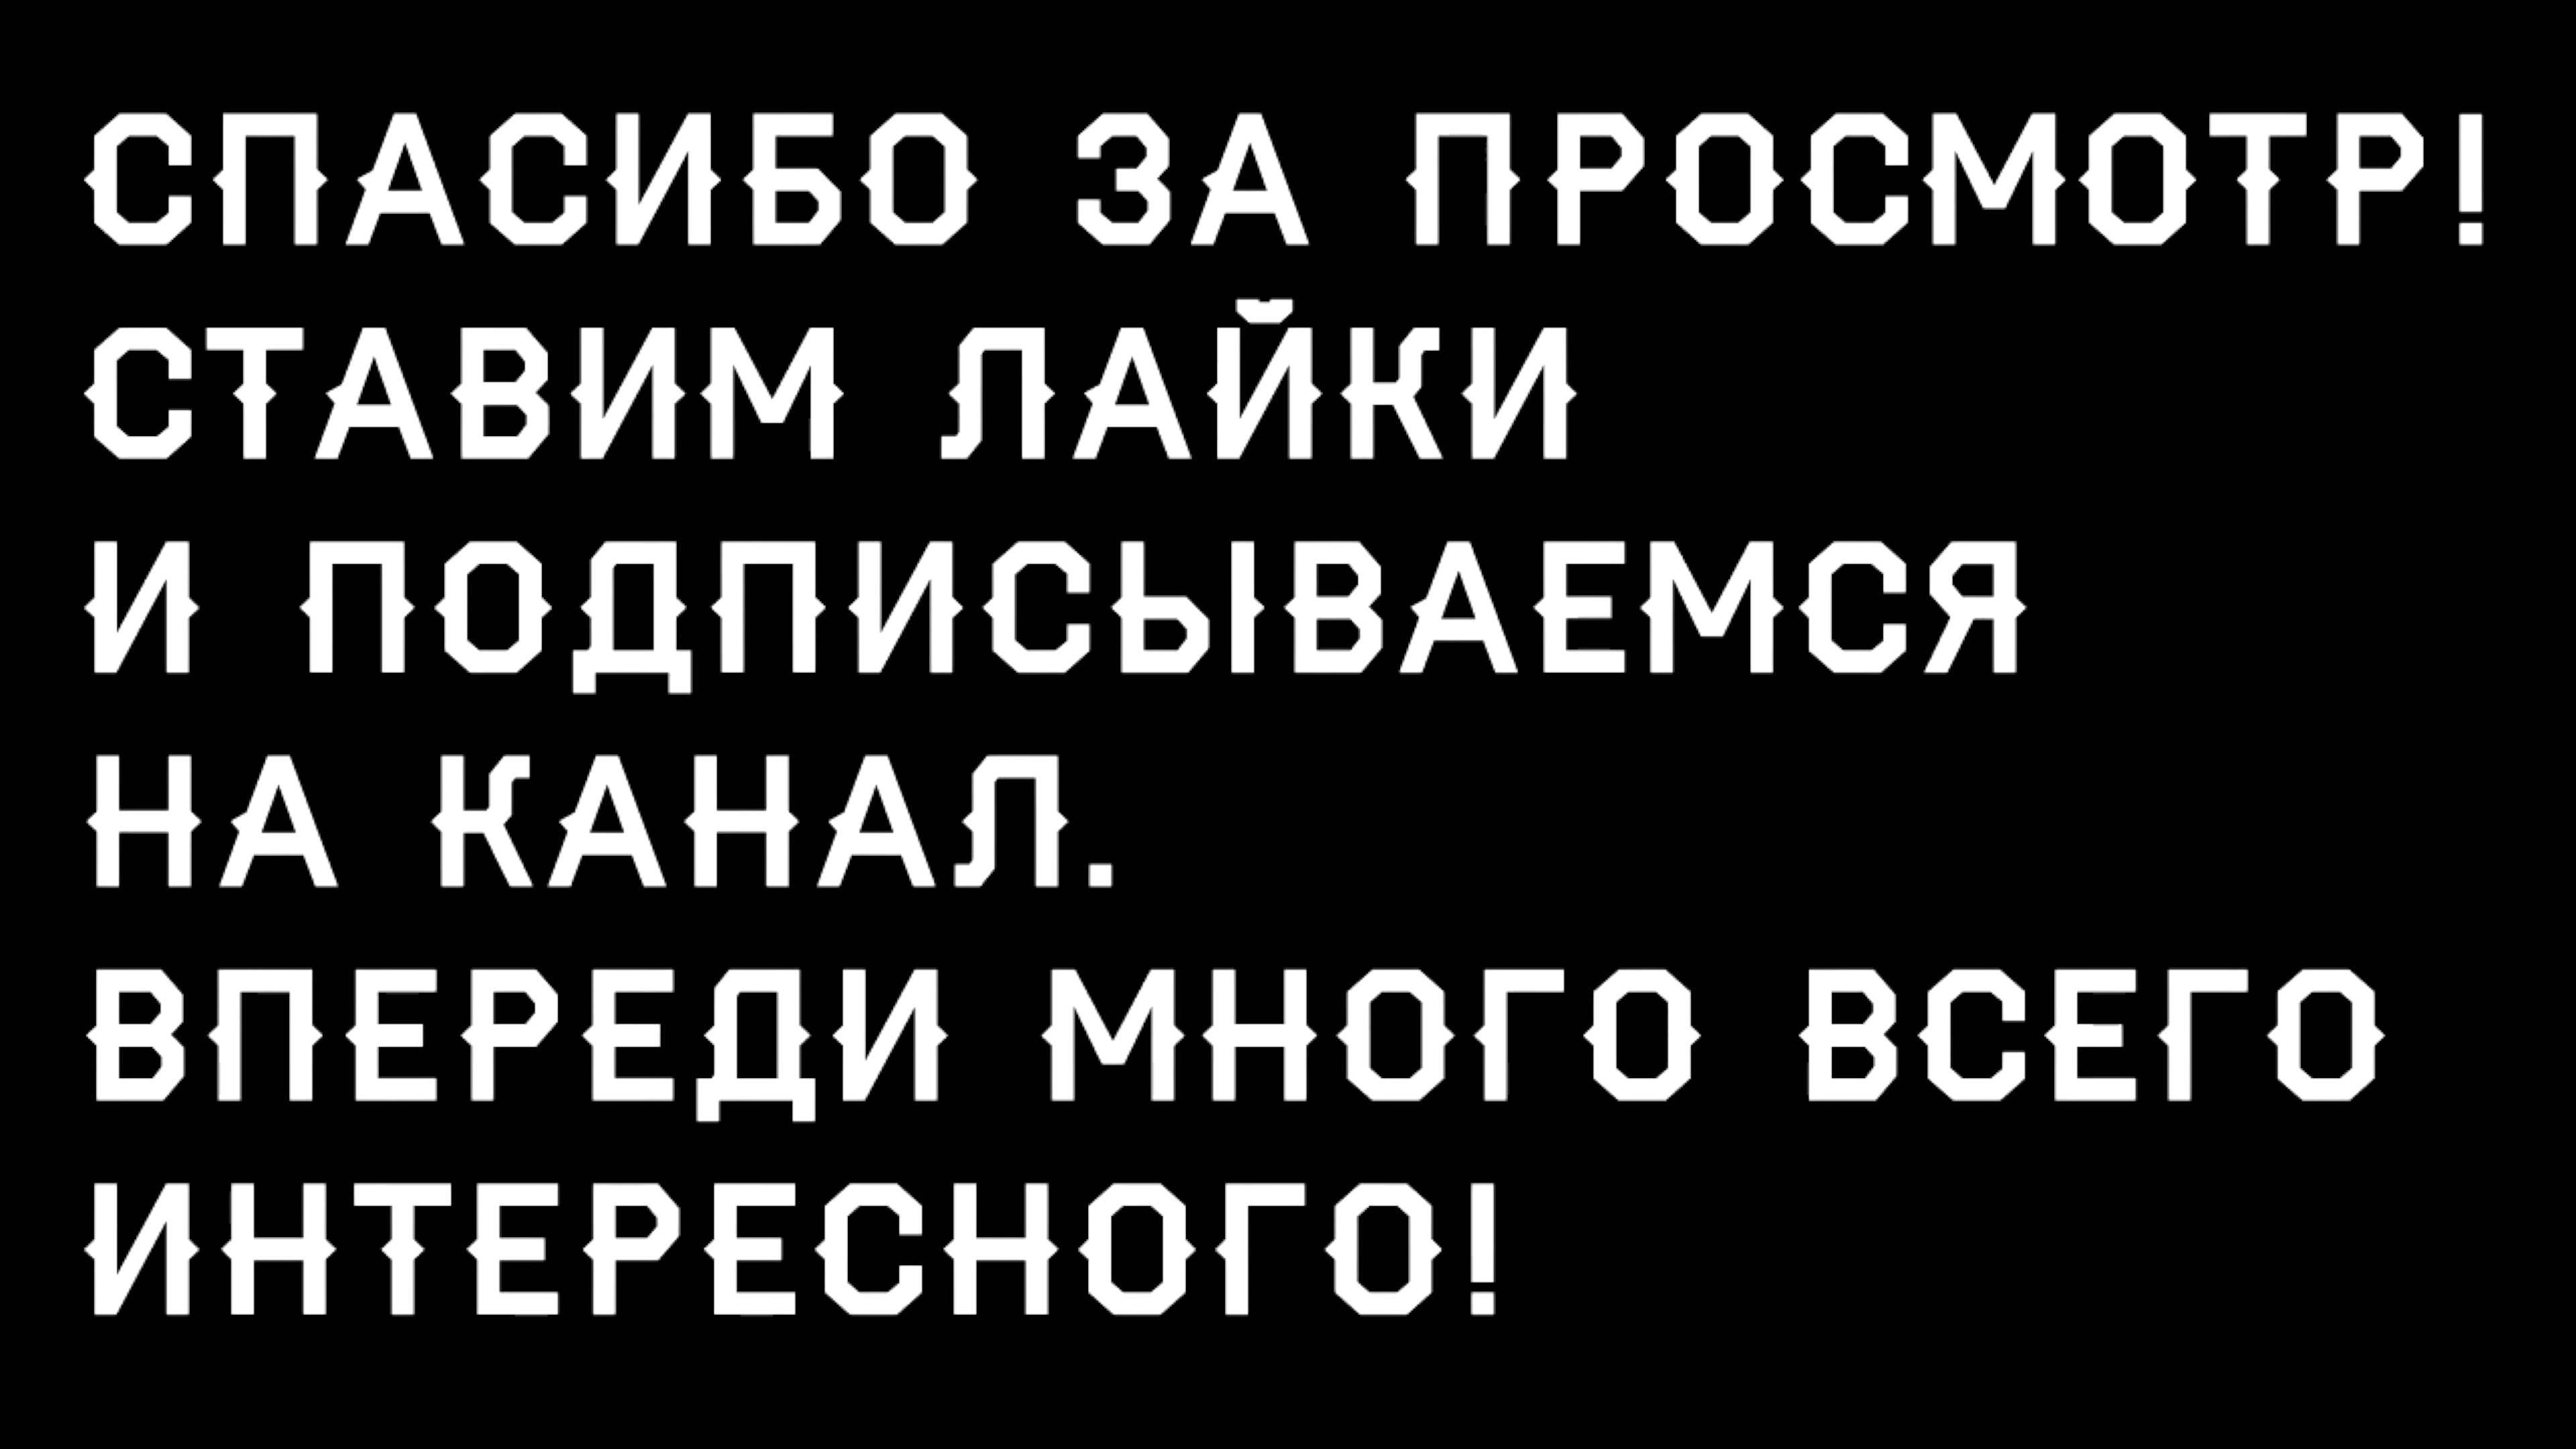 СПАСИБО ЗА ПРОСМОТР!
СТАВИМ ЛАЙКИ
И ПОДПИСЫВАЕМСЯ
НА КАНАЛ.
ВПЕРЕДИ МНОГО ВСЕГО
ИНТЕРЕСНОГО!